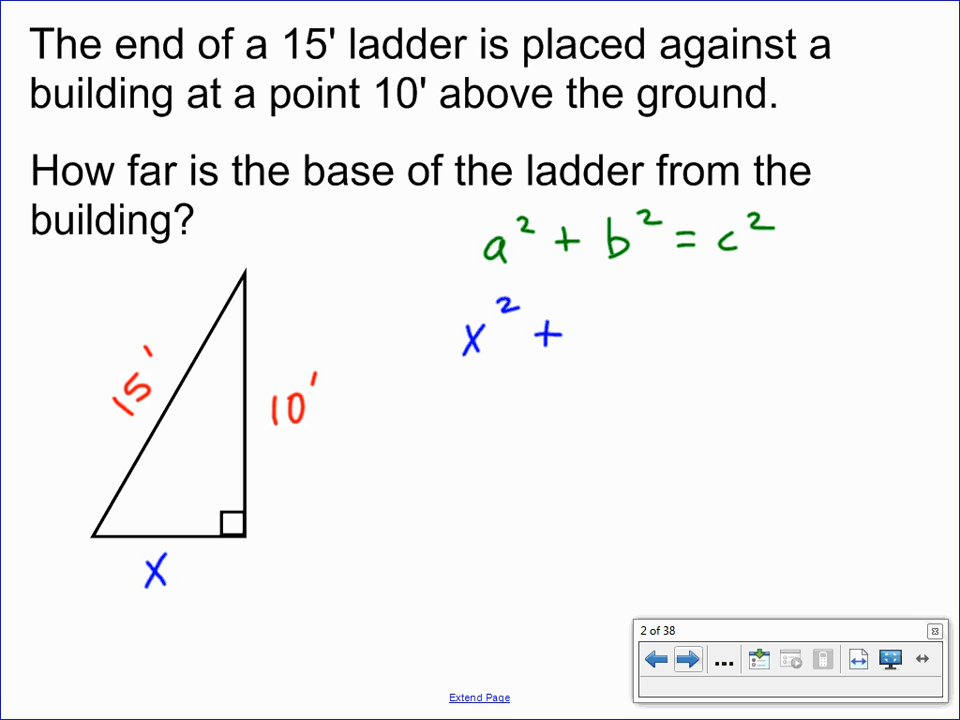 The end of a 15' ladder is placed against a
building at a point 10' above the ground.
How far is the base of the ladder from the
building?
a² + b² = c²
x² +
15'
10'
x
2 of 38
...
Extend Page